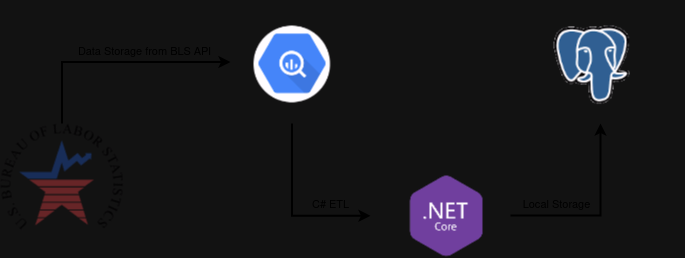 Data Storage from BLS API
U.S. BUREAU OF LABOR STATISTICS
C# ETL
.NET
Core
Local Storage